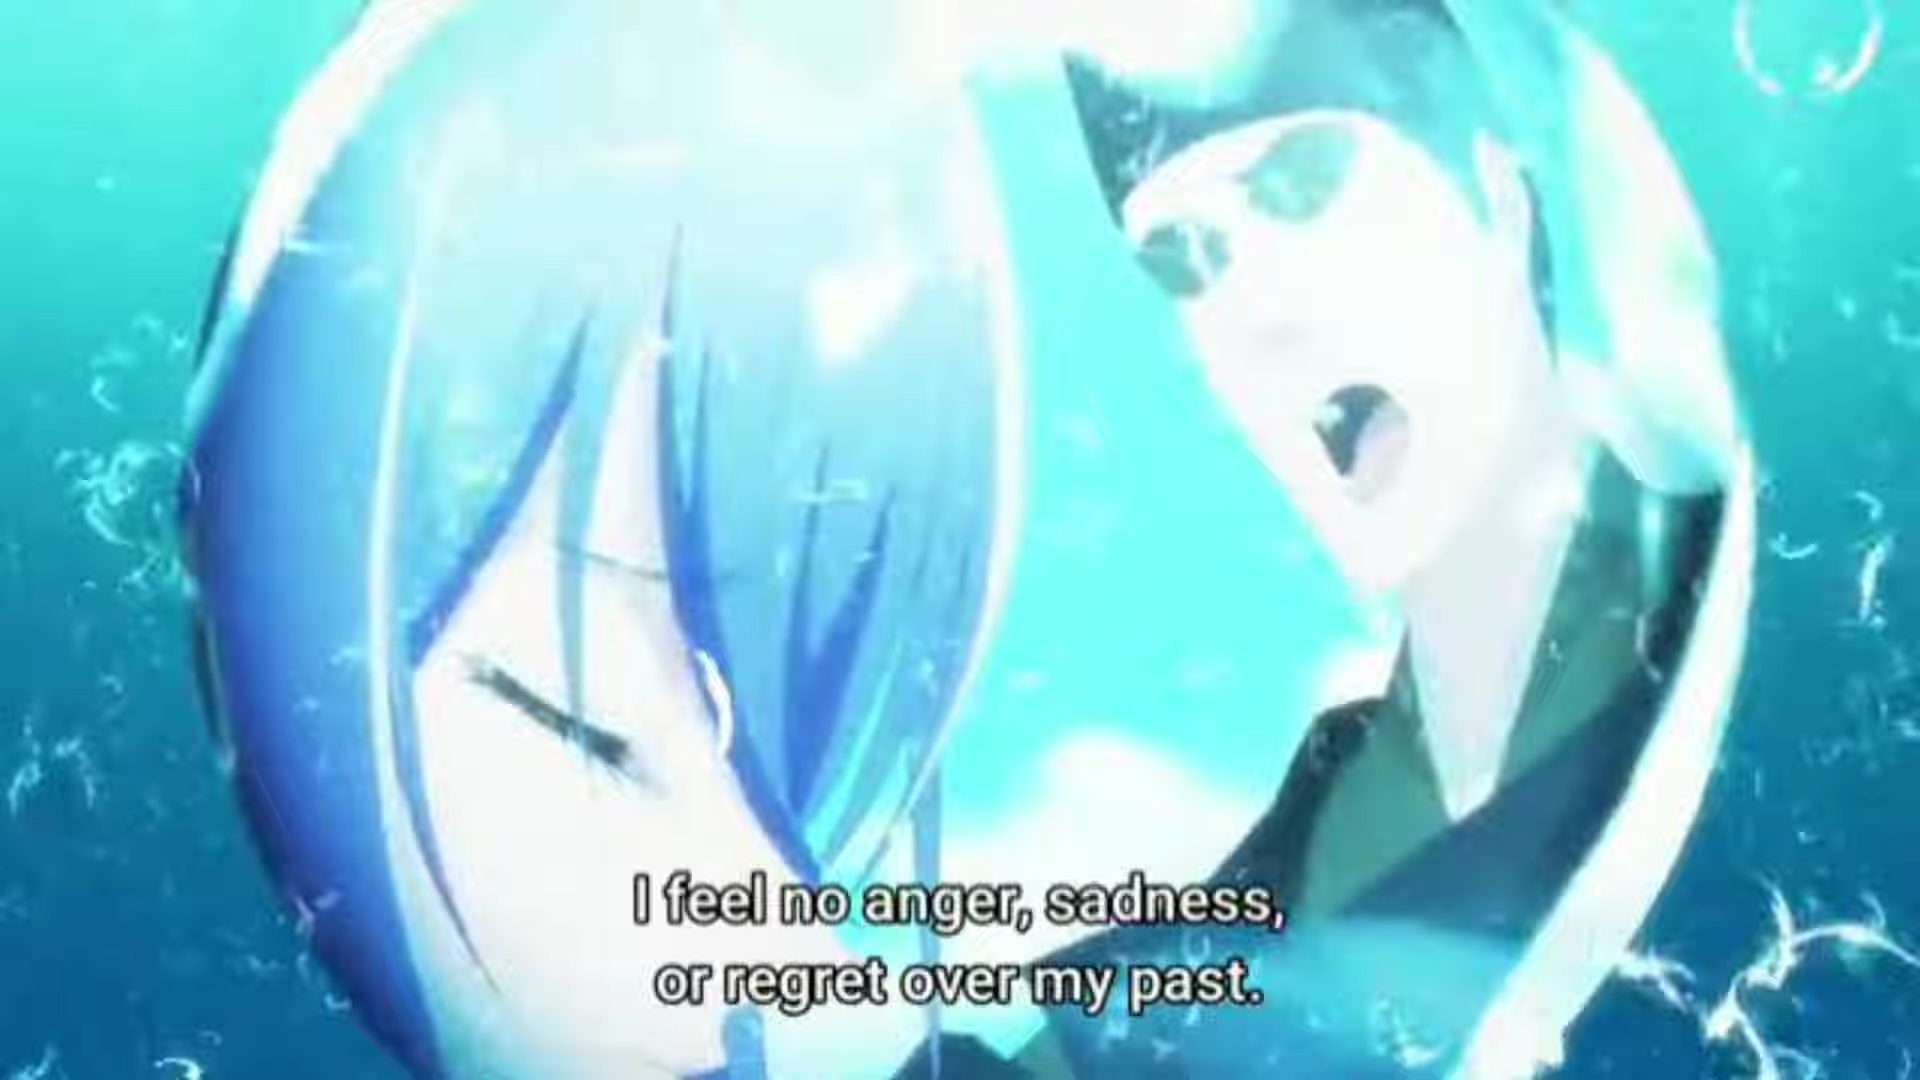 I feel no anger, sadness,
or regret over my past.